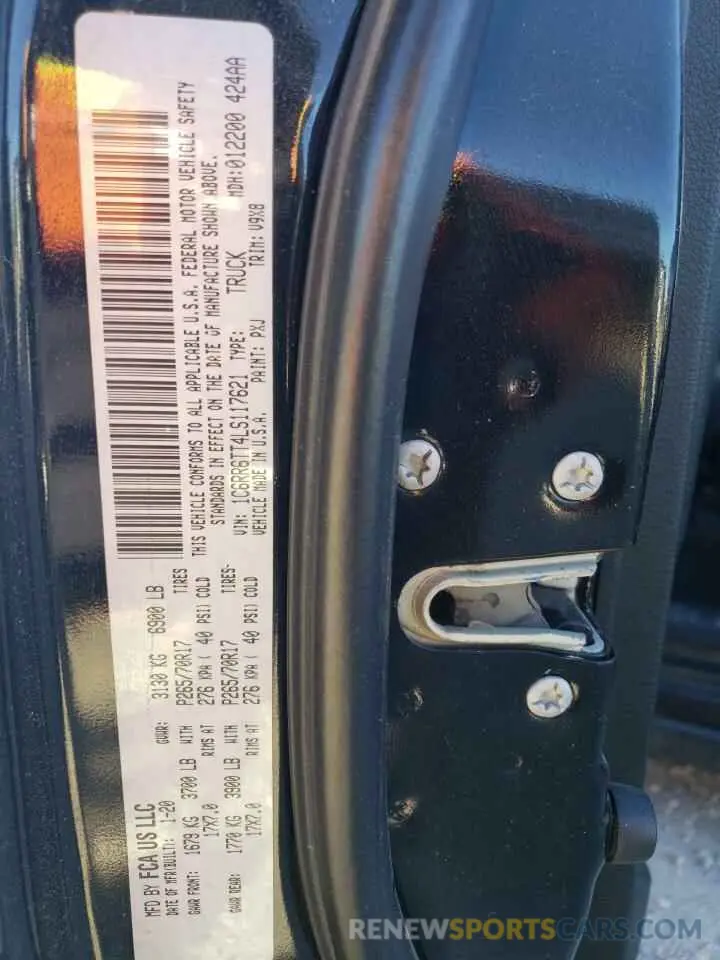 MFD BY FCA US LLC
DATE OF MFR(BUILT): 1-20 GVWR: 3130 KG 6900 LB
GAWR FRONT: 1679 KG 3700 LB WITH P265/70R17 TIRES
17X7.0 RIMS AT 276 KPA ( 40 PSI) COLD
GAWR REAR: 1770 KG 3900 LB WITH P265/70R17 TIRES-
17X7.0 RIMS AT 276 KPA ( 40 PSI) COLD
THIS VEHICLE CONFORMS TO ALL APPLICABLE U.S.A. FEDERAL MOTOR VEHICLE SAFETY
STANDARDS IN EFFECT ON THE DATE OF MANUFACTURE SHOWN ABOVE.
VIN: 1C6RR6TT4LS117621 TYPE: TRUCK MDH:012200 424AA
VEHICLE MADE IN U.S.A. PAINT: PXJ TRIM: V9X8
RENEWSPORTSCARS.COM